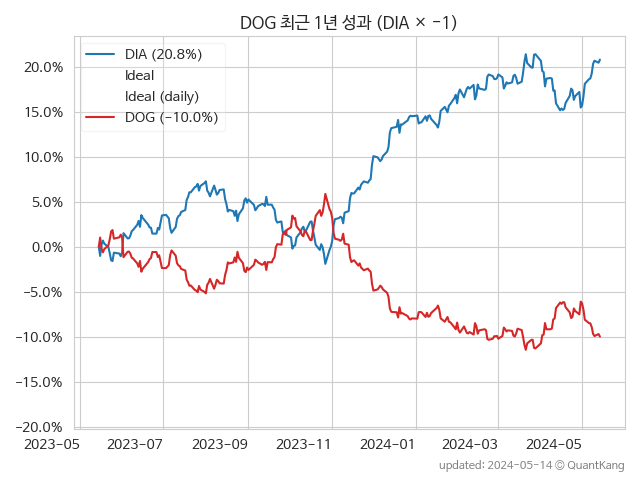 DOG 최근 1년 성과 (DIA × −1)
DIA (20.8%)
Ideal
Ideal (daily)
DOG (−10.0%)
20.0%
15.0%
10.0%
5.0%
0.0%
−5.0%
−10.0%
−15.0%
−20.0%
2023-05 2023-07 2023-09 2023-11 2024-01 2024-03 2024-05
updated: 2024-05-14 © QuantKang